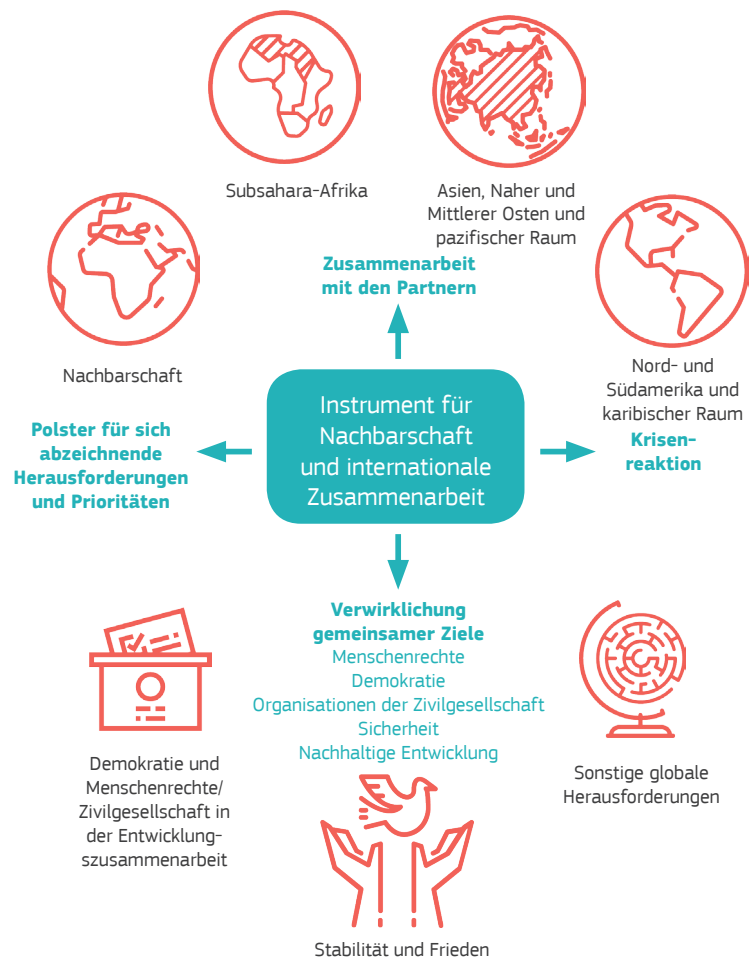 Subsahara-Afrika
Asien, Naher und
Mittlerer Osten und
pazifischer Raum
Zusammenarbeit
mit den Partnern
Nachbarschaft
Nord- und
Südamerika und
karibischer Raum
Polster für sich
abzeichnende
Herausforderungen
und Prioritäten
Instrument für
Nachbarschaft
und internationale
Zusammenarbeit
Krisen-
reaktion
Verwirklichung
gemeinsamer Ziele
Menschenrechte
Demokratie
Organisationen der Zivilgesellschaft
Sicherheit
Nachhaltige Entwicklung
Demokratie und
Menschenrechte/
Zivilgesellschaft in
der Entwicklung-
szusammenarbeit
Sonstige globale
Herausforderungen
Stabilität und Frieden